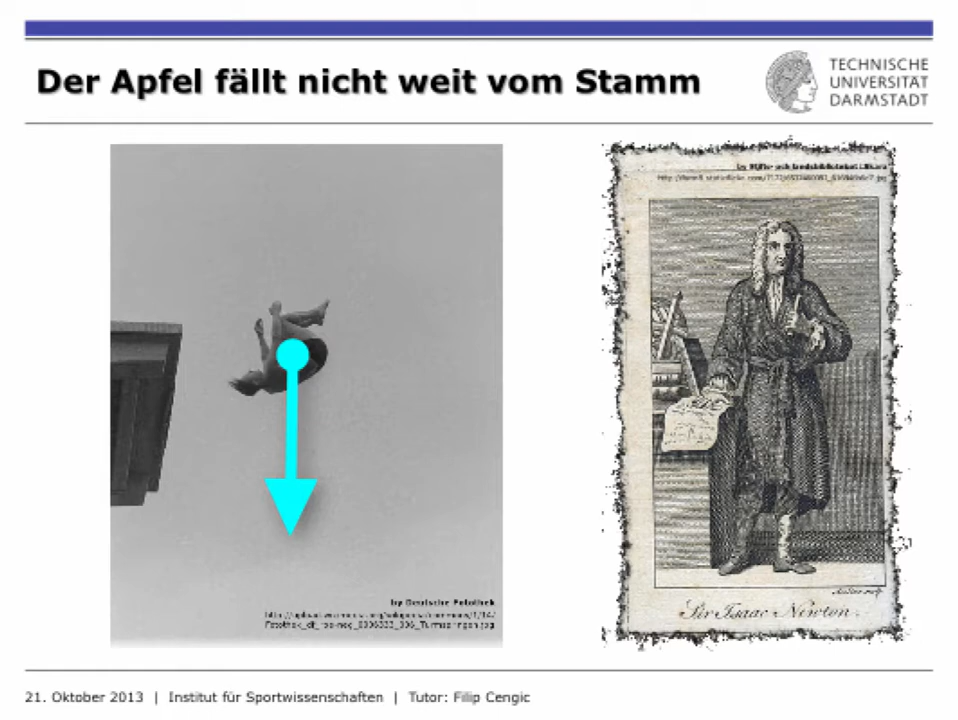 Der Apfel fällt nicht weit vom Stamm
TECHNISCHE
UNIVERSITÄT
DARMSTADT
by Deutsche Fotothek
Sir Isaac Newton
21. Oktober 2013 | Institut für Sportwissenschaften | Tutor: Filip Cengic